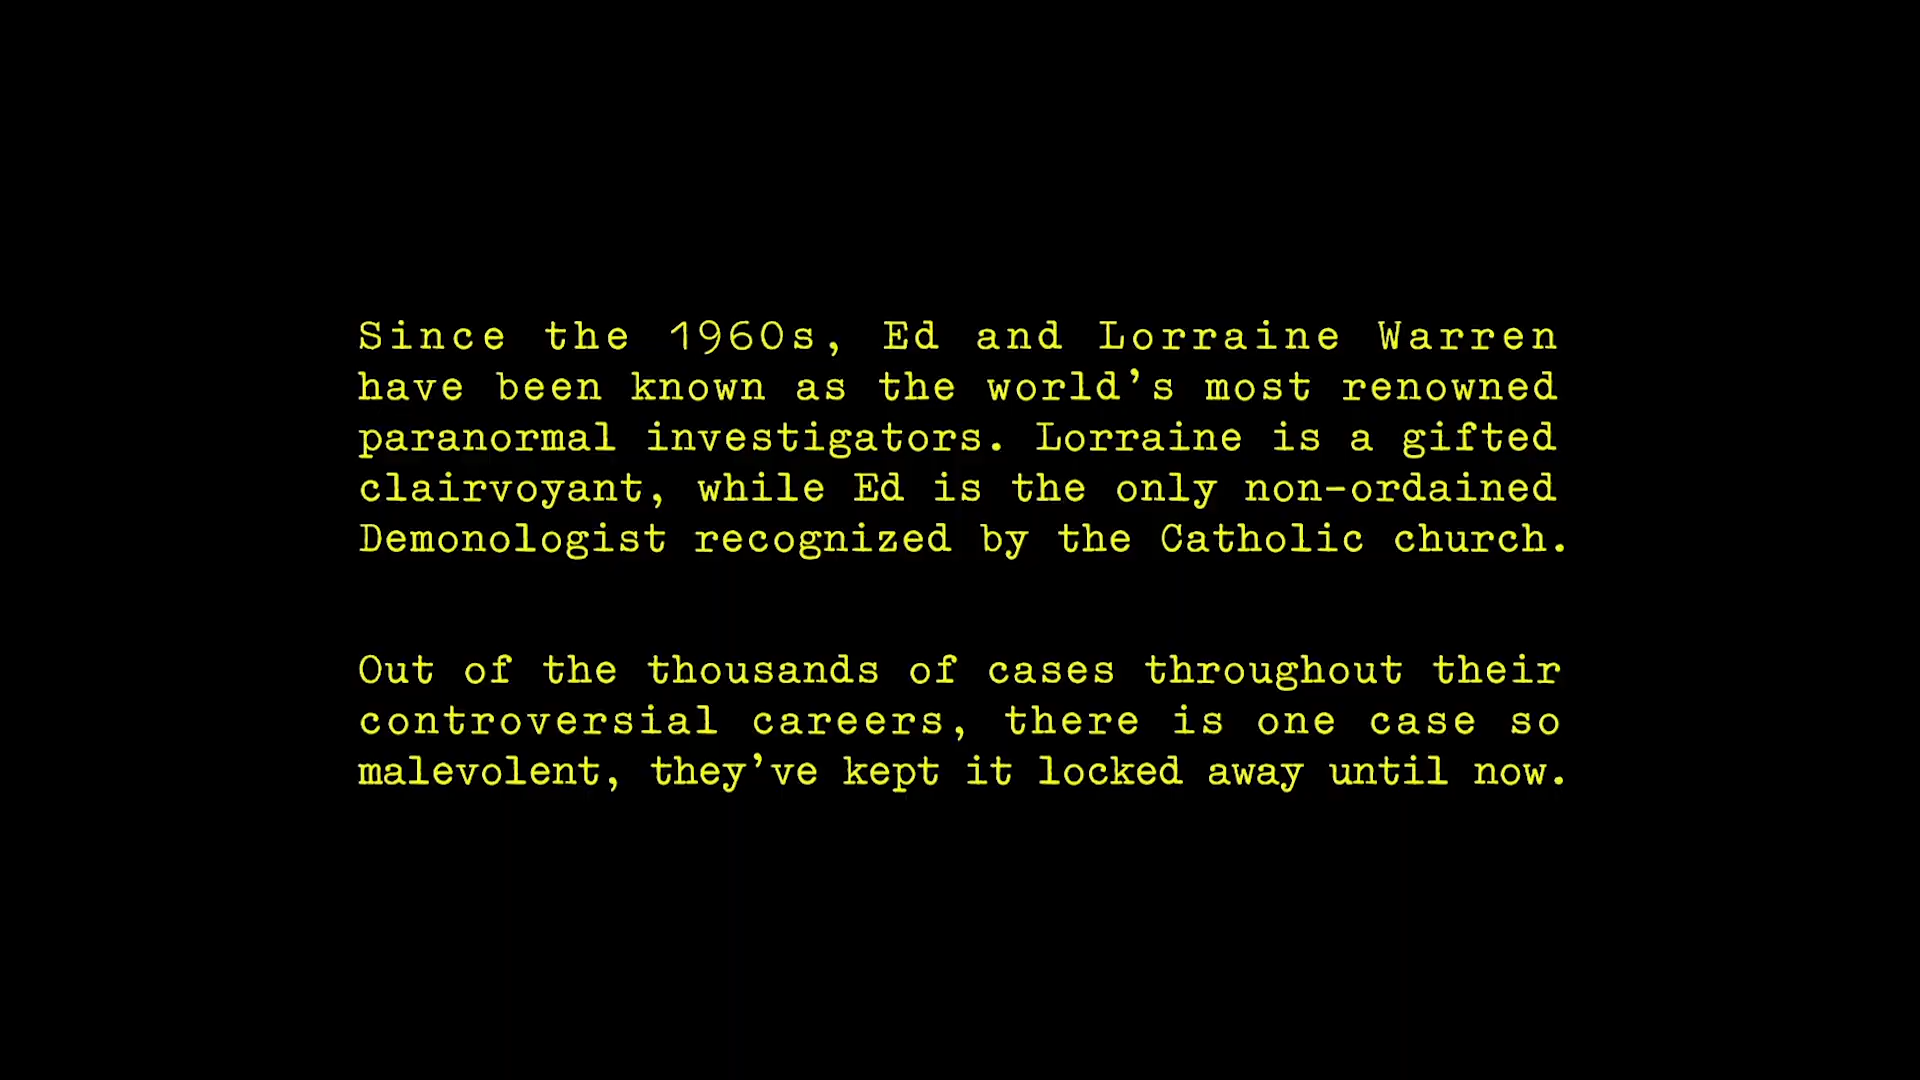 Since the 1960s, Ed and Lorraine Warren
have been known as the world’s most renowned
paranormal investigators. Lorraine is a gifted
clairvoyant, while Ed is the only non-ordained
Demonologist recognized by the Catholic church.
Out of the thousands of cases throughout their
controversial careers, there is one case so
malevolent, they’ve kept it locked away until now.